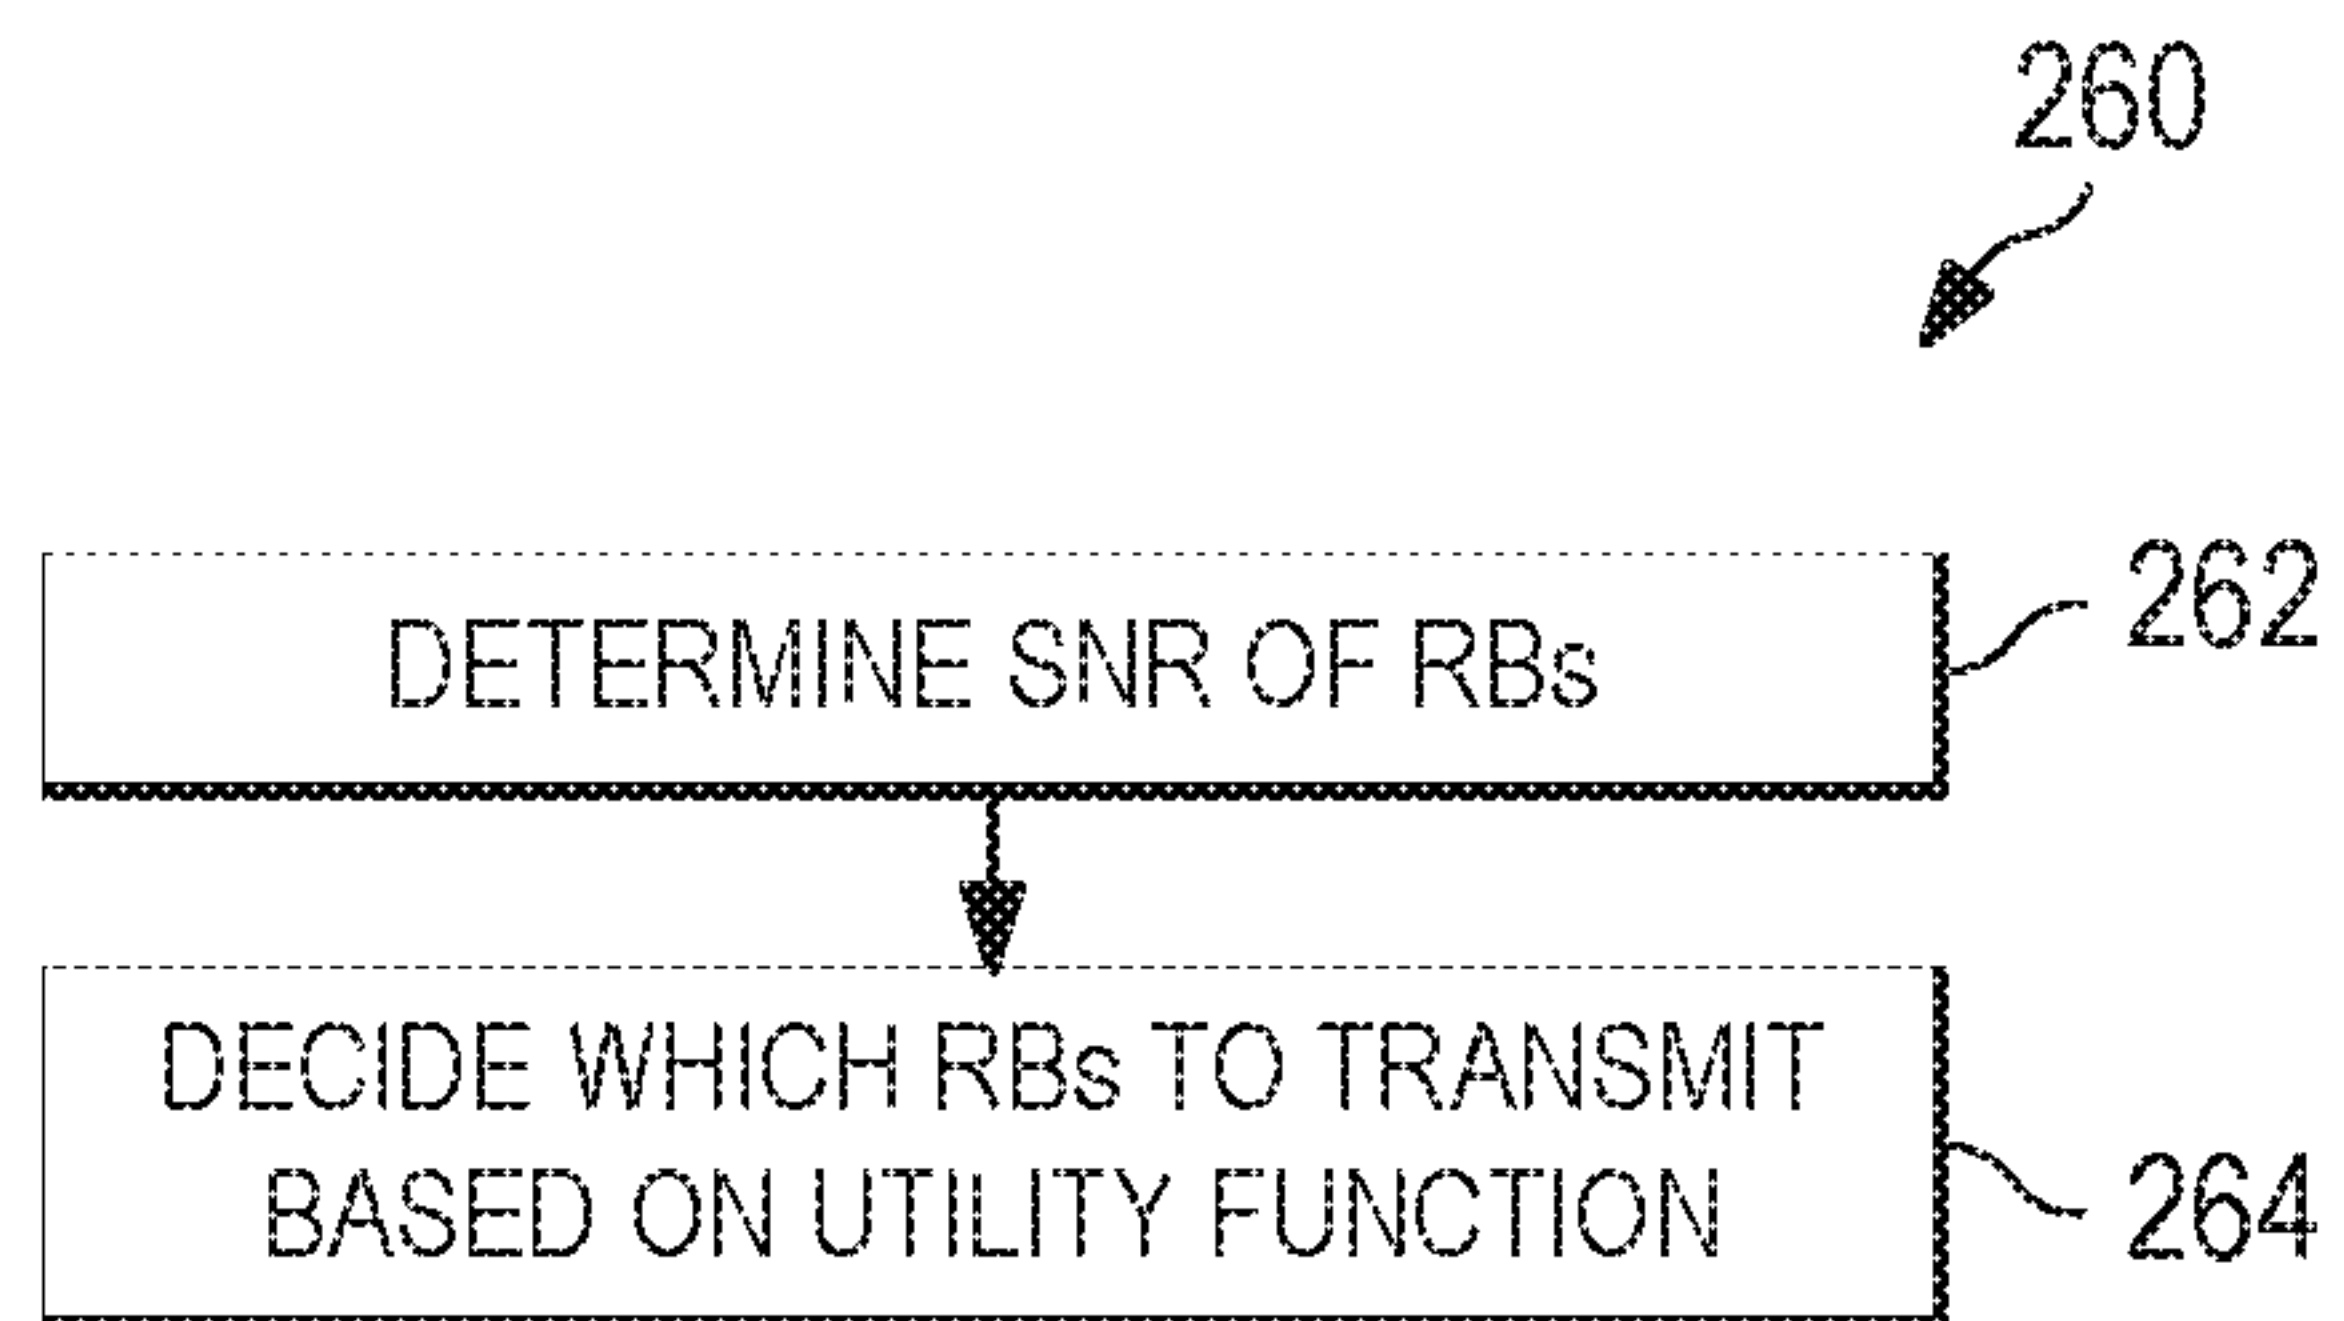 260
DETERMINE SNR OF RBs
262
DECIDE WHICH RBs TO TRANSMIT
BASED ON UTILITY FUNCTION
264